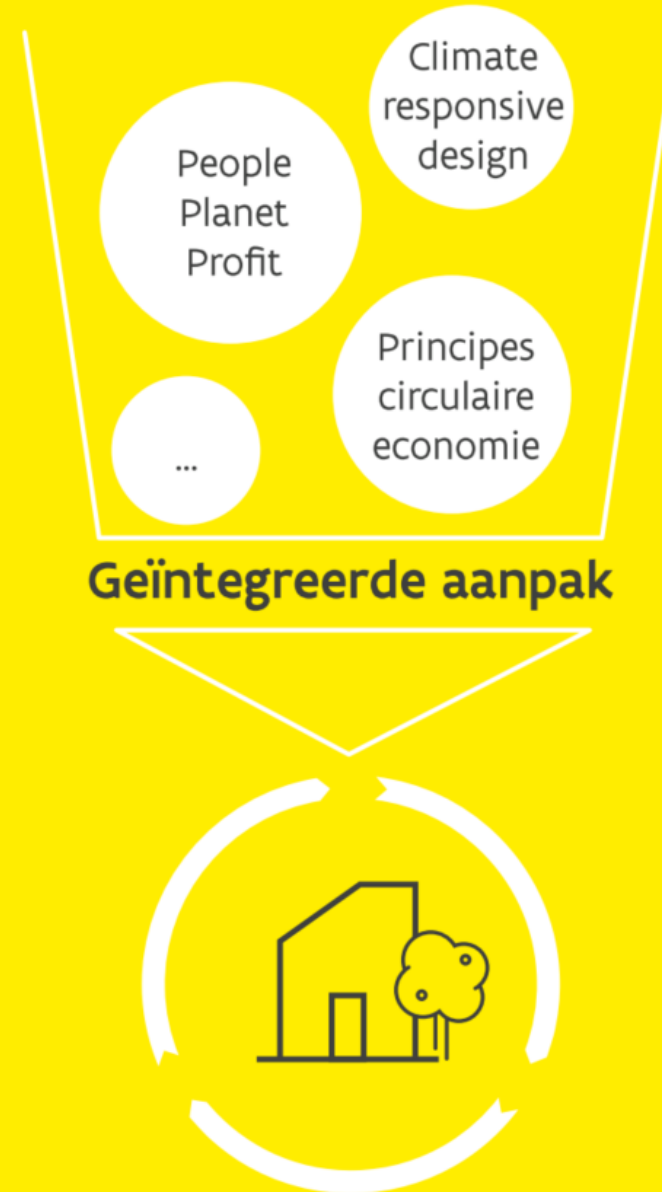 Climate
responsive
design
People
Planet
Profit
Principes
circulaire
economie
...
Geïntegreerde aanpak